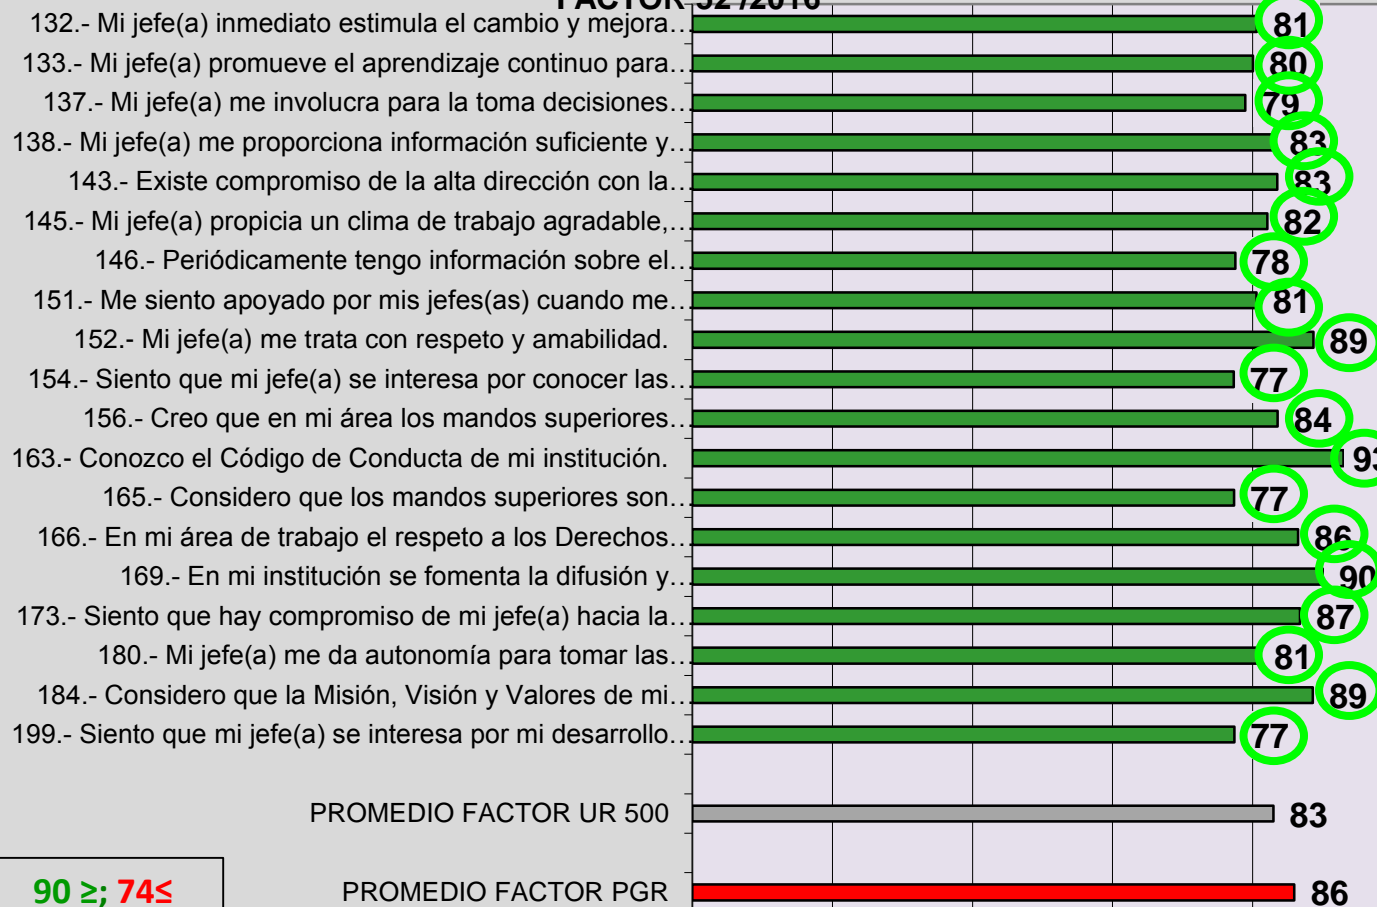 FACTOR 52 /2016
132.- Mi jefe(a) inmediato estimula el cambio y mejora… 81
133.- Mi jefe(a) promueve el aprendizaje continuo para… 80
137.- Mi jefe(a) me involucra para la toma decisiones… 79
138.- Mi jefe(a) me proporciona información suficiente y… 83
143.- Existe compromiso de la alta dirección con la… 83
145.- Mi jefe(a) propicia un clima de trabajo agradable,… 82
146.- Periódicamente tengo información sobre el… 78
151.- Me siento apoyado por mis jefes(as) cuando me… 81
152.- Mi jefe(a) me trata con respeto y amabilidad. 89
154.- Siento que mi jefe(a) se interesa por conocer las… 77
156.- Creo que en mi área los mandos superiores… 84
163.- Conozco el Código de Conducta de mi institución. 93
165.- Considero que los mandos superiores son… 77
166.- En mi área de trabajo el respeto a los Derechos… 86
169.- En mi institución se fomenta la difusión y… 90
173.- Siento que hay compromiso de mi jefe(a) hacia la… 87
180.- Mi jefe(a) me da autonomía para tomar las… 81
184.- Considero que la Misión, Visión y Valores de mi… 89
199.- Siento que mi jefe(a) se interesa por mi desarrollo… 77
PROMEDIO FACTOR UR 500 83
PROMEDIO FACTOR PGR 86
90 ≥; 74≤